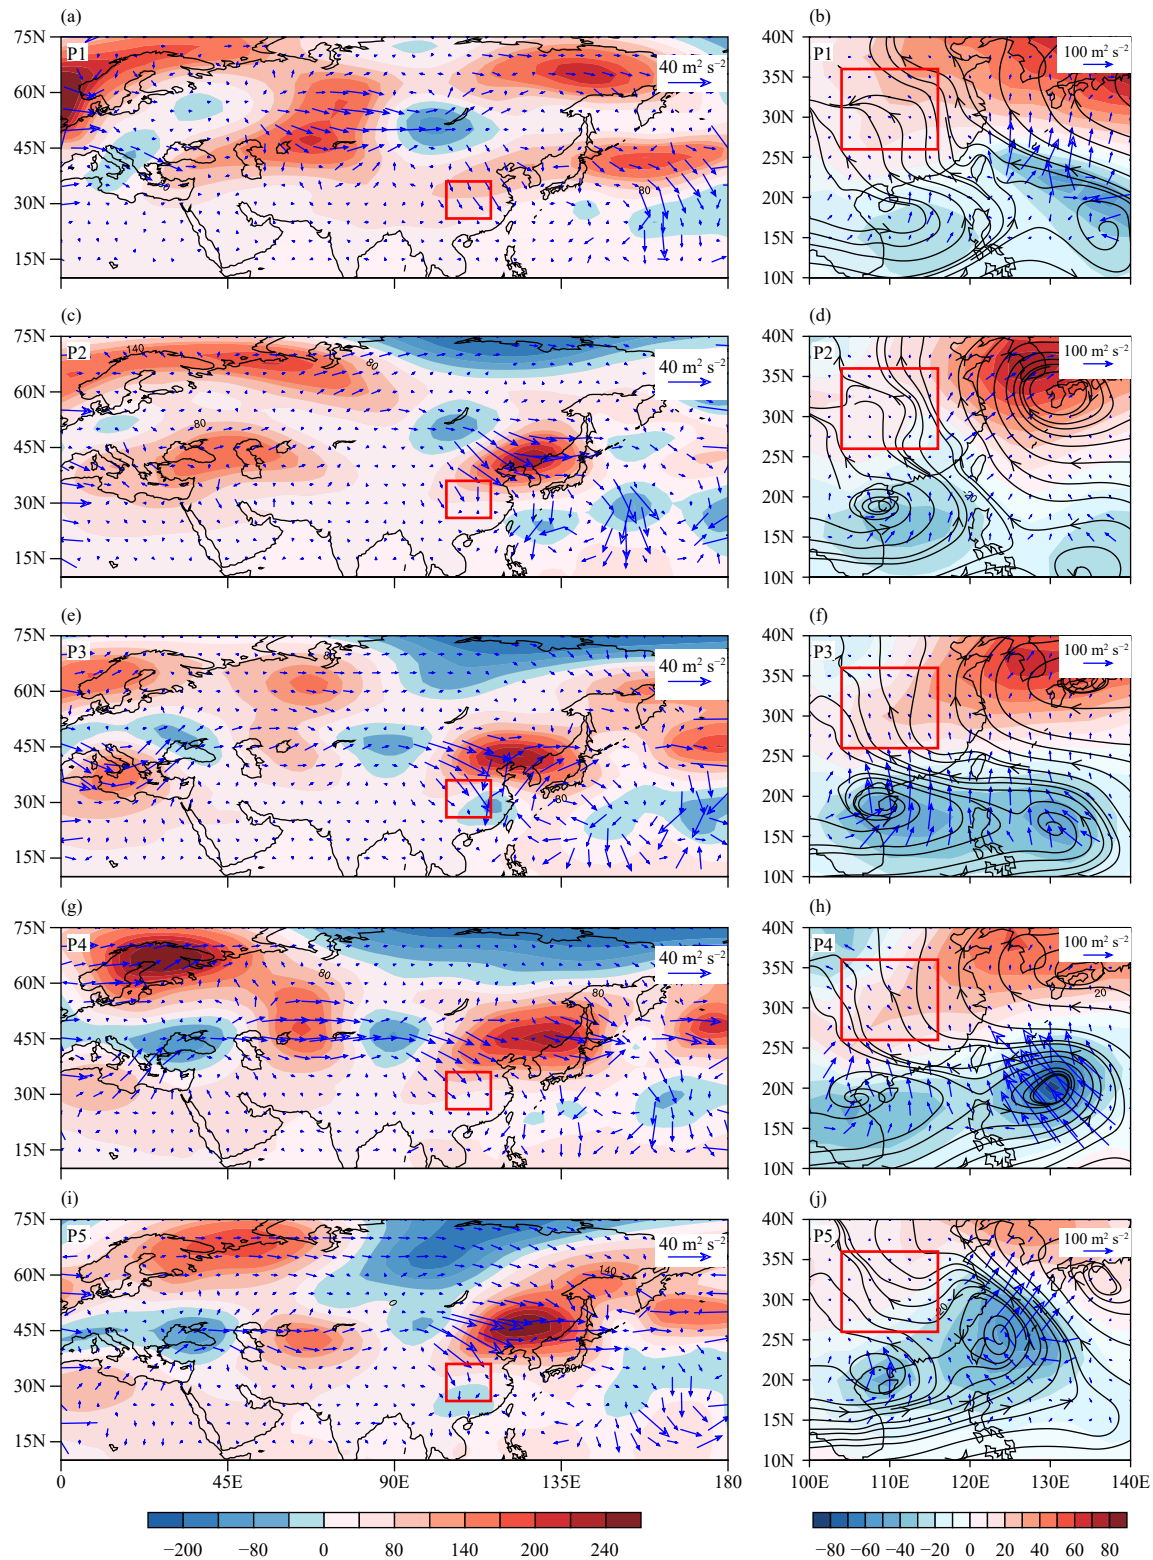 (a) (b)
75N P1 40 m² s⁻² 40N P1 100 m² s⁻²
60N 35N
45N 30N
80 25N
30N 80 20N
15N 15N
10N
(c) (d)
75N P2 140 80 40 m² s⁻² 40N P2 100 m² s⁻²
60N 35N
80 30N
45N 25N
30N 20N -20
15N 15N
10N
(e) (f)
75N P3 80 40 m² s⁻² 40N P3 100 m² s⁻²
60N 35N
45N 30N
25N
30N 80 20N
15N 15N
10N
(g) (h)
75N P4 40 m² s⁻² 40N P4 100 m² s⁻²
60N 80 80 35N 20
45N 30N
25N
30N 20N
15N 15N
10N
(i) (j)
75N P5 40 m² s⁻² 40N P5 100 m² s⁻²
60N 140 35N
0 30N
45N 25N
30N 80 20N
15N 15N
10N
0 45E 90E 135E 180 100E 110E 120E 130E 140E
−200 −80 0 80 140 200 240 −80 −60 −40 −20 0 20 40 60 80